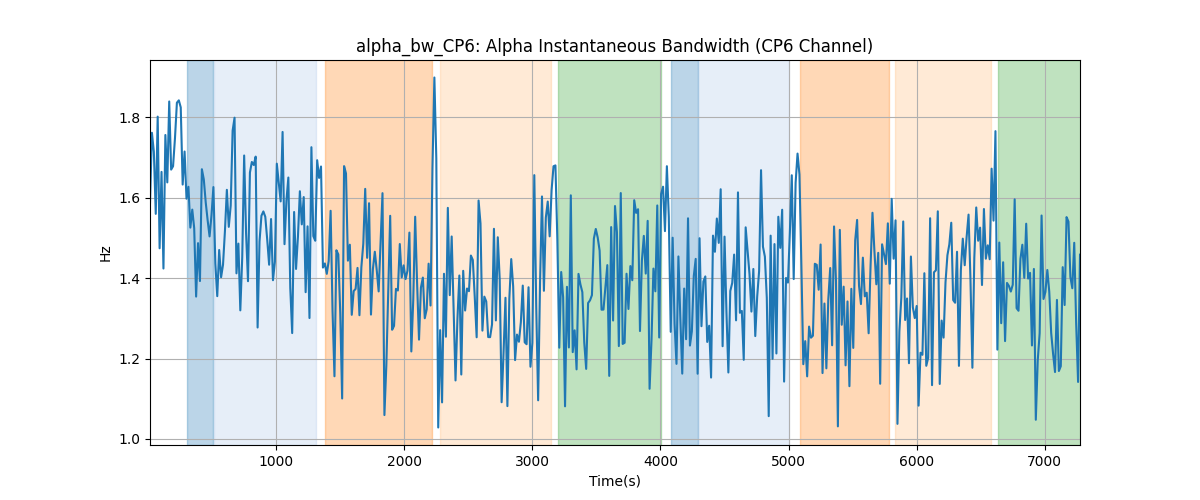 alpha_bw_CP6: Alpha Instantaneous Bandwidth (CP6 Channel)
Hz
1.8
1.6
1.4
1.2
1.0
1000 2000 3000 4000 5000 6000 7000
Time(s)